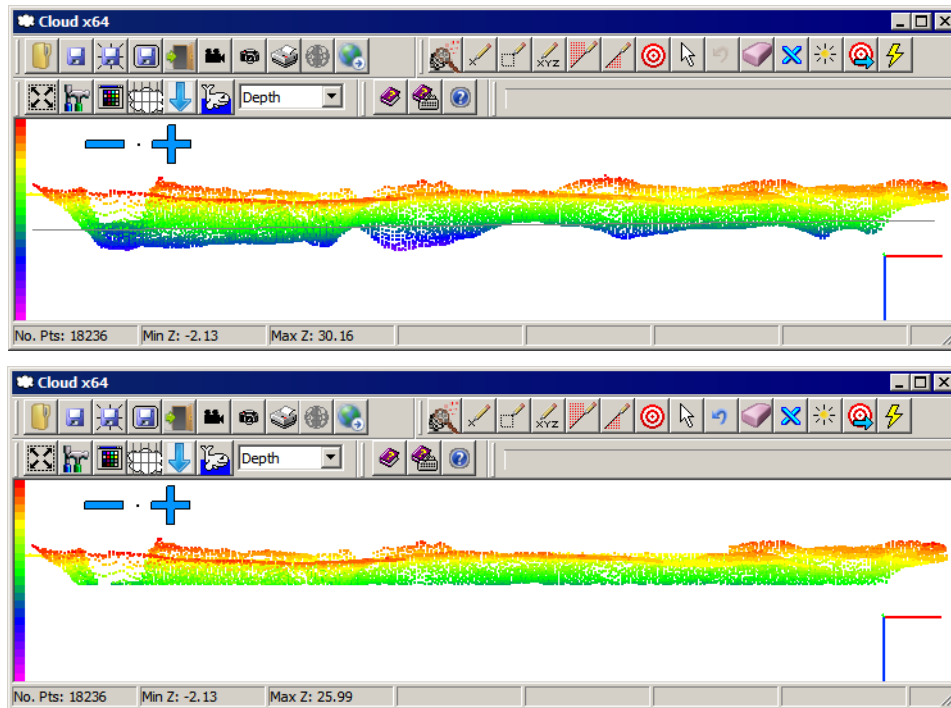 Cloud x64
XYZ
Depth
No. Pts: 18236 Min Z: -2.13 Max Z: 30.16
Cloud x64
XYZ
Depth
No. Pts: 18236 Min Z: -2.13 Max Z: 25.99